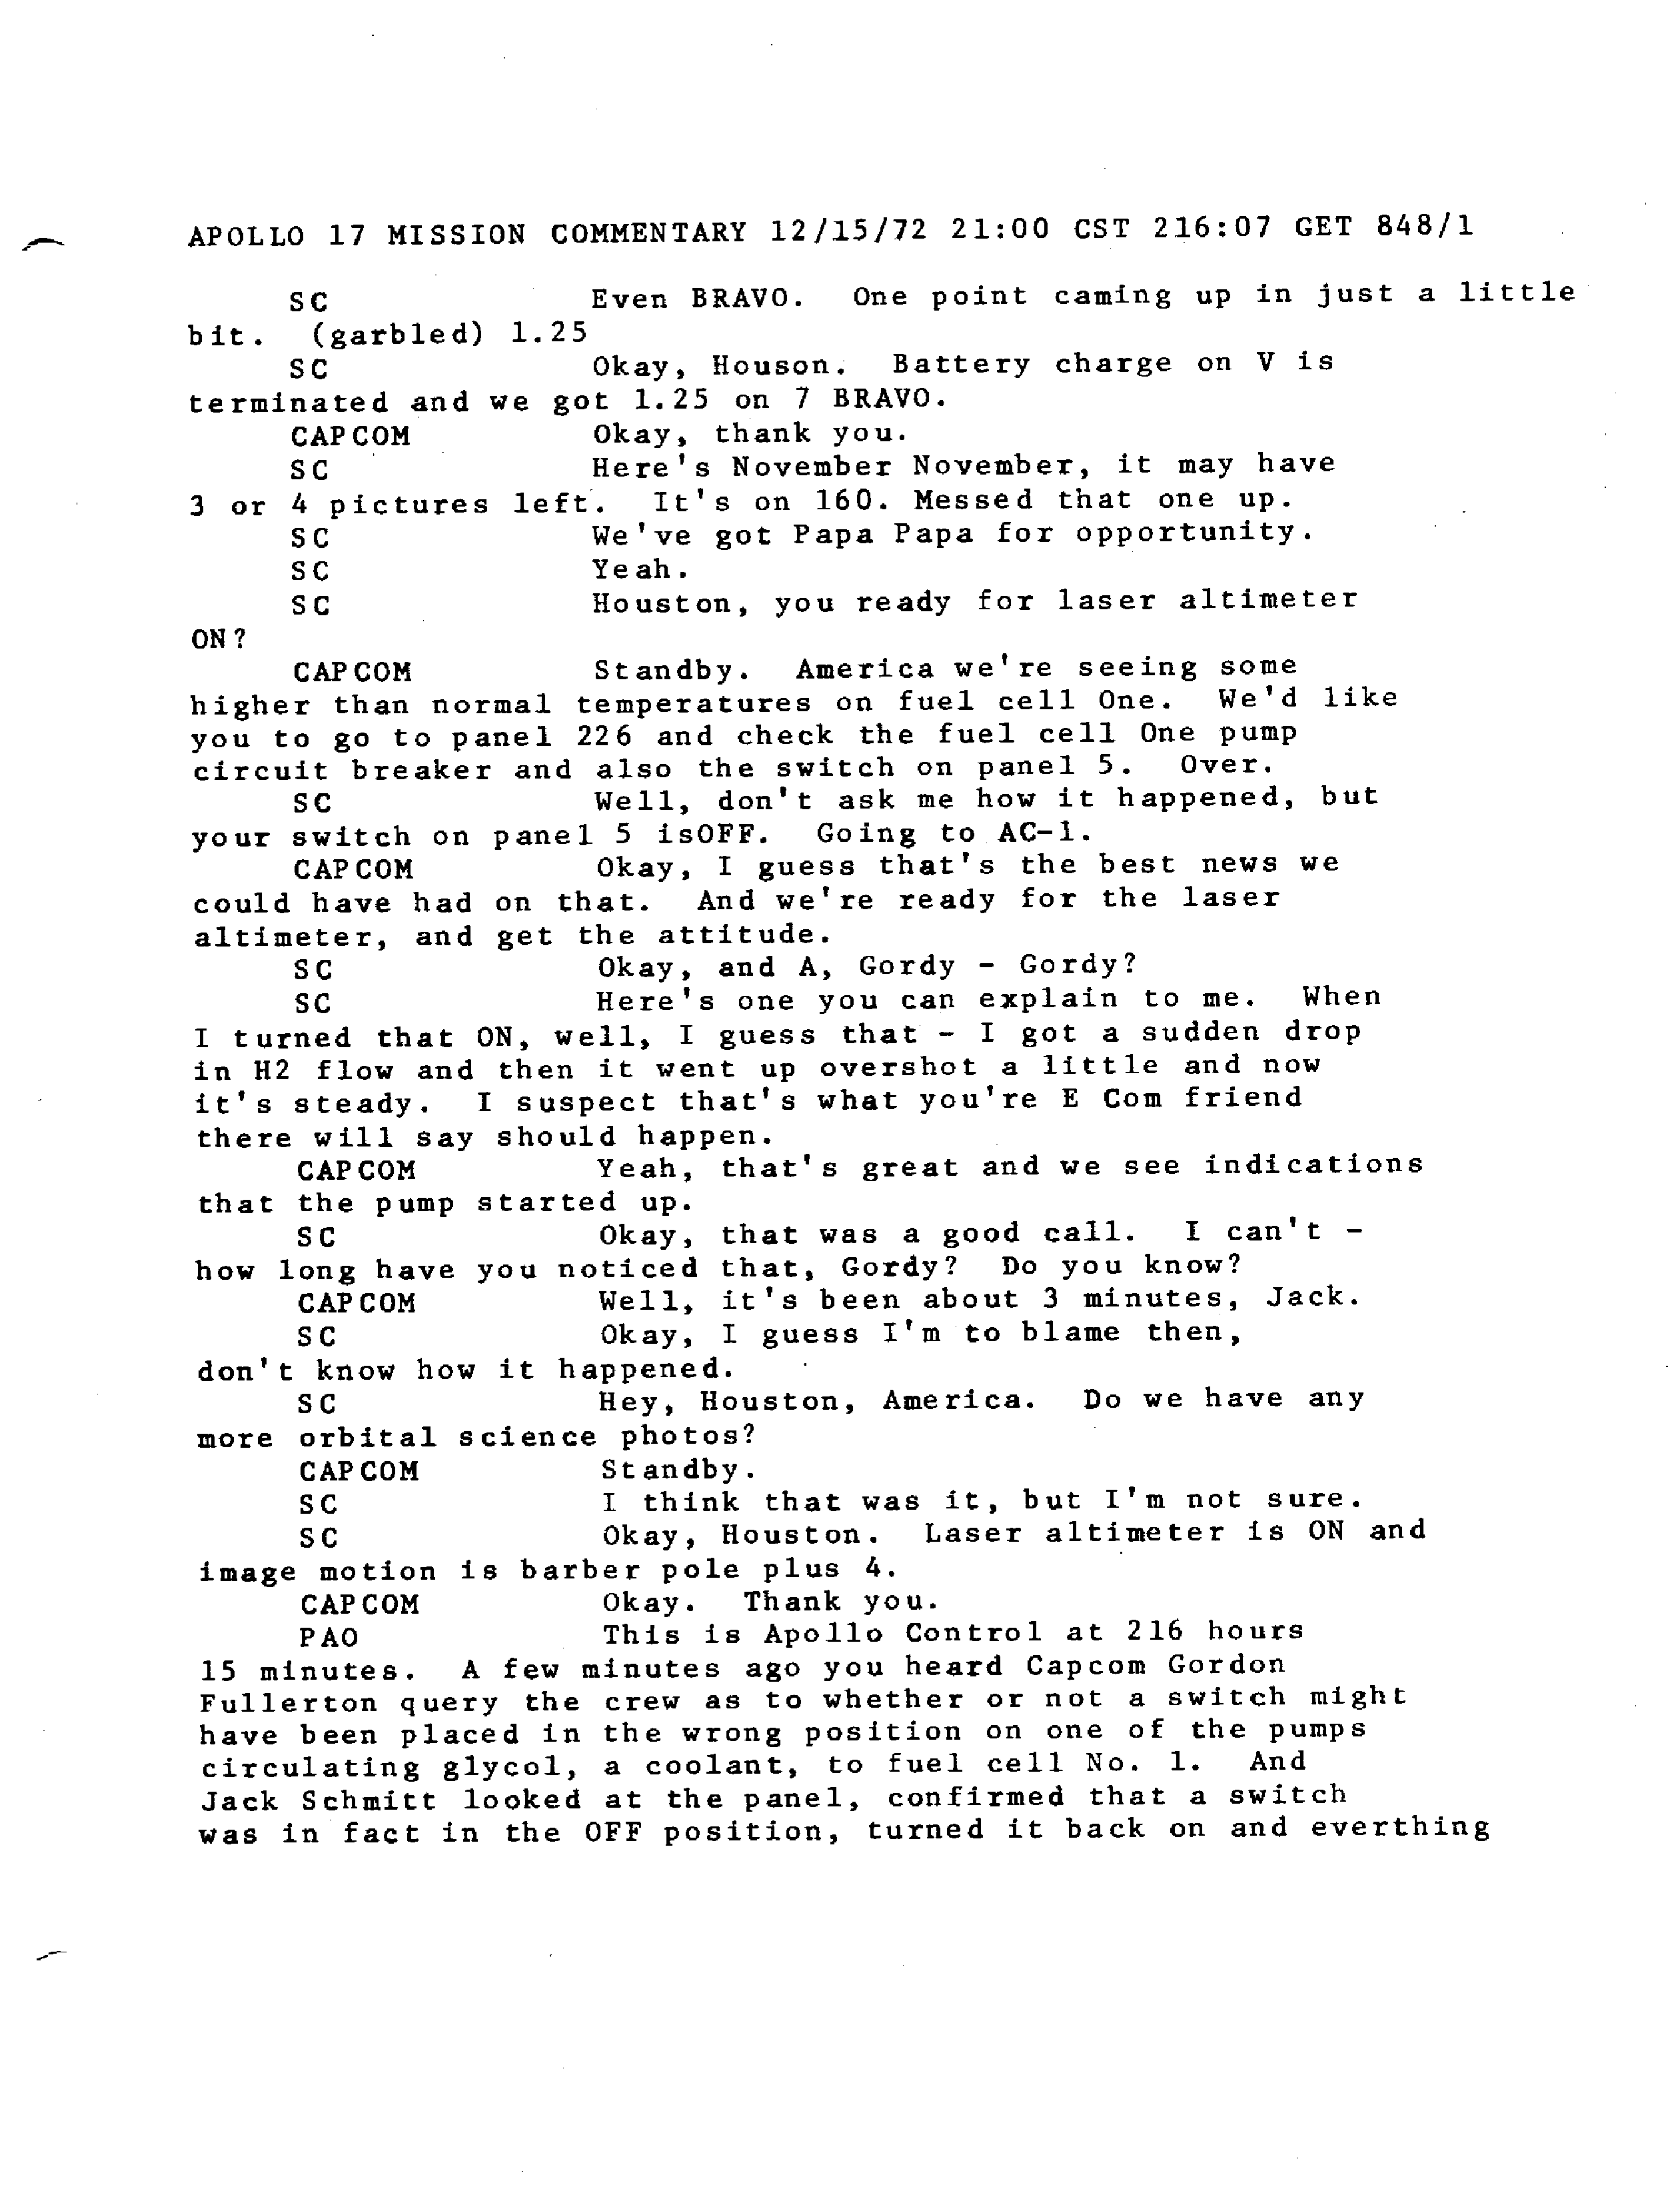 APOLLO 17 MISSION COMMENTARY 12/15/72 21:00 CST 216:07 GET 848/1
SC Even BRAVO. One point caming up in just a little
bit. (garbled) 1.25
SC Okay, Houson. Battery charge on V is
terminated and we got 1.25 on 7 BRAVO.
CAPCOM Okay, thank you.
SC Here's November November, it may have
3 or 4 pictures left. It's on 160. Messed that one up.
SC We've got Papa Papa for opportunity.
SC Yeah.
SC Houston, you ready for laser altimeter
ON?
CAPCOM Standby. America we're seeing some
higher than normal temperatures on fuel cell One. We'd like
you to go to panel 226 and check the fuel cell One pump
circuit breaker and also the switch on panel 5. Over.
SC Well, don't ask me how it happened, but
your switch on panel 5 isOFF. Going to AC-1.
CAPCOM Okay, I guess that's the best news we
could have had on that. And we're ready for the laser
altimeter, and get the attitude.
SC Okay, and A, Gordy - Gordy?
SC Here's one you can explain to me. When
I turned that ON, well, I guess that - I got a sudden drop
in H2 flow and then it went up overshot a little and now
it's steady. I suspect that's what you're E Com friend
there will say should happen.
CAPCOM Yeah, that's great and we see indications
that the pump started up.
SC Okay, that was a good call. I can't -
how long have you noticed that, Gordy? Do you know?
CAPCOM Well, it's been about 3 minutes, Jack.
SC Okay, I guess I'm to blame then,
don't know how it happened.
SC Hey, Houston, America. Do we have any
more orbital science photos?
CAPCOM Standby.
SC I think that was it, but I'm not sure.
SC Okay, Houston. Laser altimeter is ON and
image motion is barber pole plus 4.
CAPCOM Okay. Thank you.
PAO This is Apollo Control at 216 hours
15 minutes. A few minutes ago you heard Capcom Gordon
Fullerton query the crew as to whether or not a switch might
have been placed in the wrong position on one of the pumps
circulating glycol, a coolant, to fuel cell No. 1. And
Jack Schmitt looked at the panel, confirmed that a switch
was in fact in the OFF position, turned it back on and everthing